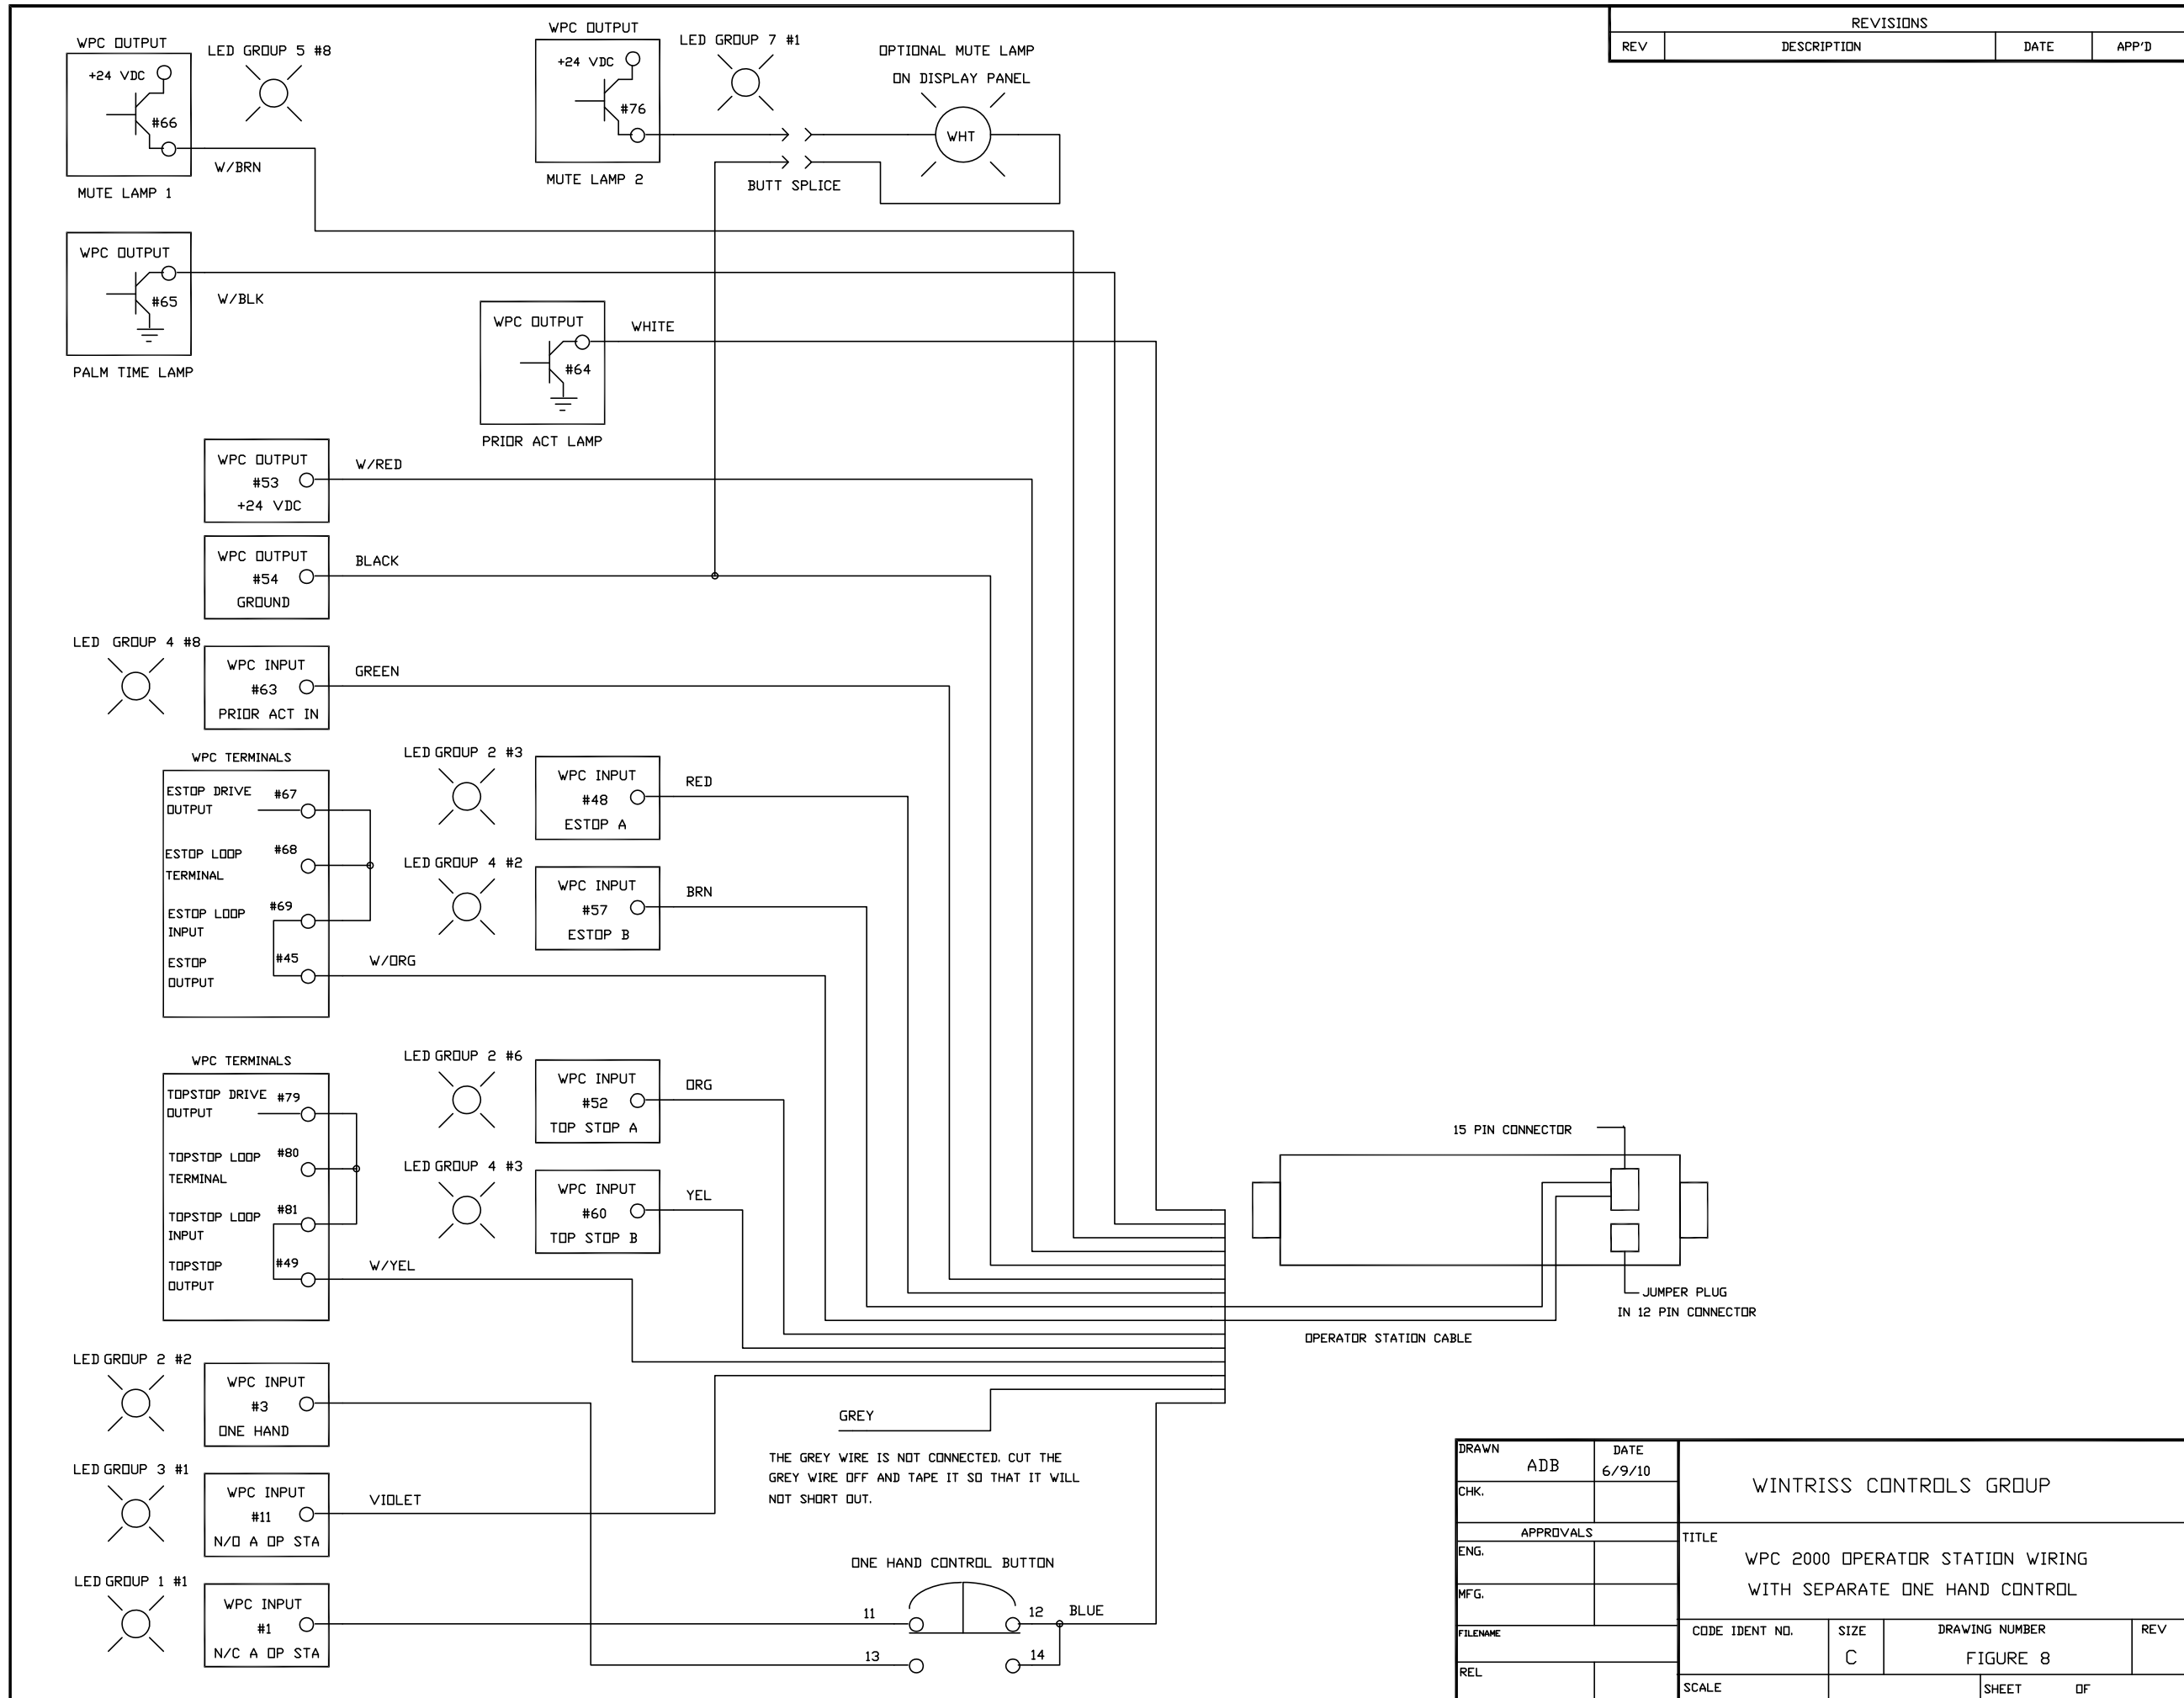 REVISIONS
REV DESCRIPTION DATE APP'D
WPC OUTPUT
+24 VDC
#66
MUTE LAMP 1
LED GROUP 5 #8
W/BRN
WPC OUTPUT
+24 VDC
#76
MUTE LAMP 2
LED GROUP 7 #1
OPTIONAL MUTE LAMP
ON DISPLAY PANEL
WHT
BUTT SPLICE
WPC OUTPUT
#65
PALM TIME LAMP
W/BLK
WPC OUTPUT
#64
PRIOR ACT LAMP
WHITE
WPC OUTPUT
#53
+24 VDC
W/RED
WPC OUTPUT
#54
GROUND
BLACK
LED GROUP 4 #8
WPC INPUT
#63
PRIOR ACT IN
GREEN
WPC TERMINALS
ESTOP DRIVE #67
OUTPUT
ESTOP LOOP #68
TERMINAL
ESTOP LOOP #69
INPUT
ESTOP #45
OUTPUT
W/ORG
LED GROUP 2 #3
WPC INPUT
#48
ESTOP A
RED
LED GROUP 4 #2
WPC INPUT
#57
ESTOP B
BRN
WPC TERMINALS
TOPSTOP DRIVE #79
OUTPUT
TOPSTOP LOOP #80
TERMINAL
TOPSTOP LOOP #81
INPUT
TOPSTOP #49
OUTPUT
W/YEL
LED GROUP 2 #6
WPC INPUT
#52
TOP STOP A
ORG
LED GROUP 4 #3
WPC INPUT
#60
TOP STOP B
YEL
15 PIN CONNECTOR
JUMPER PLUG
IN 12 PIN CONNECTOR
OPERATOR STATION CABLE
LED GROUP 2 #2
WPC INPUT
#3
ONE HAND
GREY
THE GREY WIRE IS NOT CONNECTED. CUT THE
GREY WIRE OFF AND TAPE IT SO THAT IT WILL
NOT SHORT OUT.
LED GROUP 3 #1
WPC INPUT
#11
N/O A OP STA
VIOLET
LED GROUP 1 #1
WPC INPUT
#1
N/C A OP STA
ONE HAND CONTROL BUTTON
11 12 BLUE
13 14
DRAWN DATE
ADB 6/9/10
CHK.
APPROVALS
ENG.
MFG.
FILENAME
REL
WINTRISS CONTROLS GROUP
TITLE
WPC 2000 OPERATOR STATION WIRING
WITH SEPARATE ONE HAND CONTROL
CODE IDENT NO. SIZE DRAWING NUMBER REV
C FIGURE 8
SCALE SHEET OF